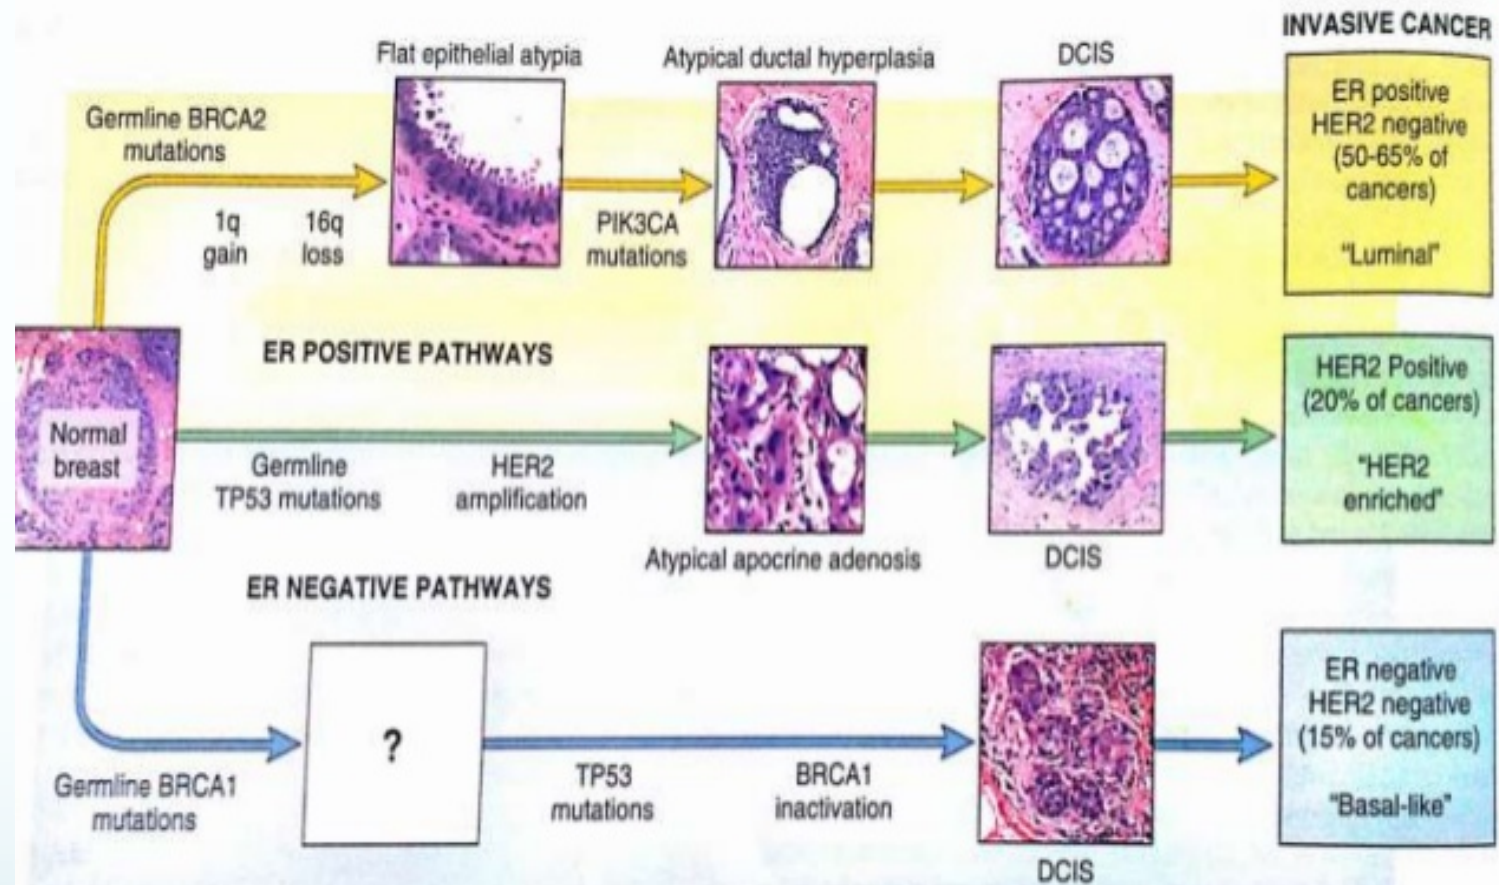 INVASIVE CANCER
Flat epithelial atypia
Atypical ductal hyperplasia
DCIS
Germline BRCA2
mutations
1q
gain
16q
loss
PIK3CA
mutations
ER positive
HER2 negative
(50-65% of
cancers)
"Luminal"
ER POSITIVE PATHWAYS
Normal
breast
Germline
TP53 mutations
HER2
amplification
Atypical apocrine adenosis
DCIS
HER2 Positive
(20% of cancers)
"HER2
enriched"
ER NEGATIVE PATHWAYS
Germline BRCA1
mutations
?
TP53
mutations
BRCA1
inactivation
DCIS
ER negative
HER2 negative
(15% of cancers)
"Basal-like"